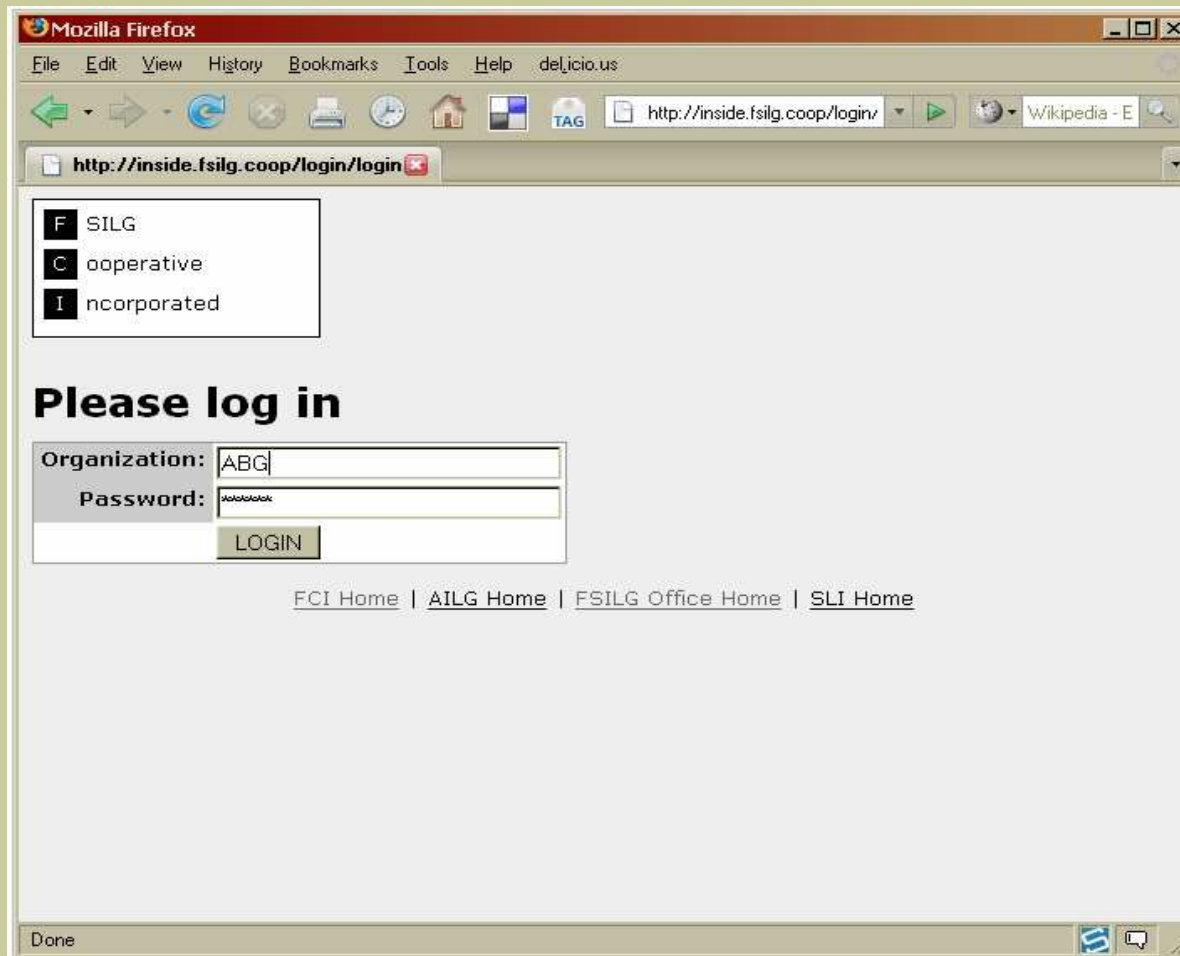 Mozilla Firefox
File Edit View History Bookmarks Tools Help del.icio.us
TAG http://inside.fsilg.coop/login/ Wikipedia - E
http://inside.fsilg.coop/login/login
F SILG
C ooperative
I ncorporated
Please log in
Organization: ABG
Password: *******
LOGIN
FCI Home | AILG Home | FSILG Office Home | SLI Home
Done